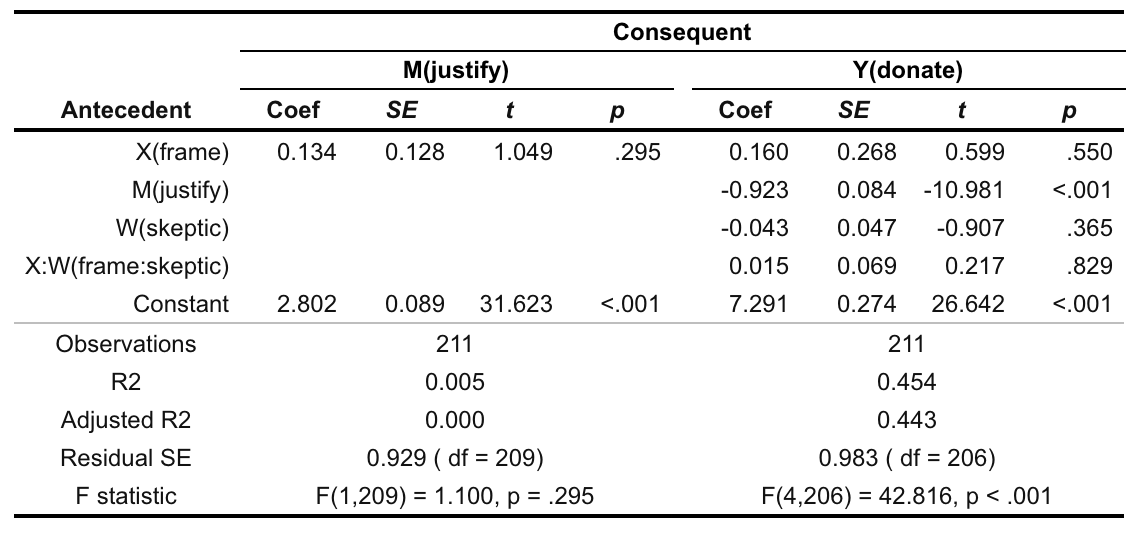 Consequent
M(justify) Y(donate)
Antecedent Coef SE t p Coef SE t p
X(frame) 0.134 0.128 1.049 .295 0.160 0.268 0.599 .550
M(justify) -0.923 0.084 -10.981 <.001
W(skeptic) -0.043 0.047 -0.907 .365
X:W(frame:skeptic) 0.015 0.069 0.217 .829
Constant 2.802 0.089 31.623 <.001 7.291 0.274 26.642 <.001
Observations 211 211
R2 0.005 0.454
Adjusted R2 0.000 0.443
Residual SE 0.929 ( df = 209) 0.983 ( df = 206)
F statistic F(1,209) = 1.100, p = .295 F(4,206) = 42.816, p < .001